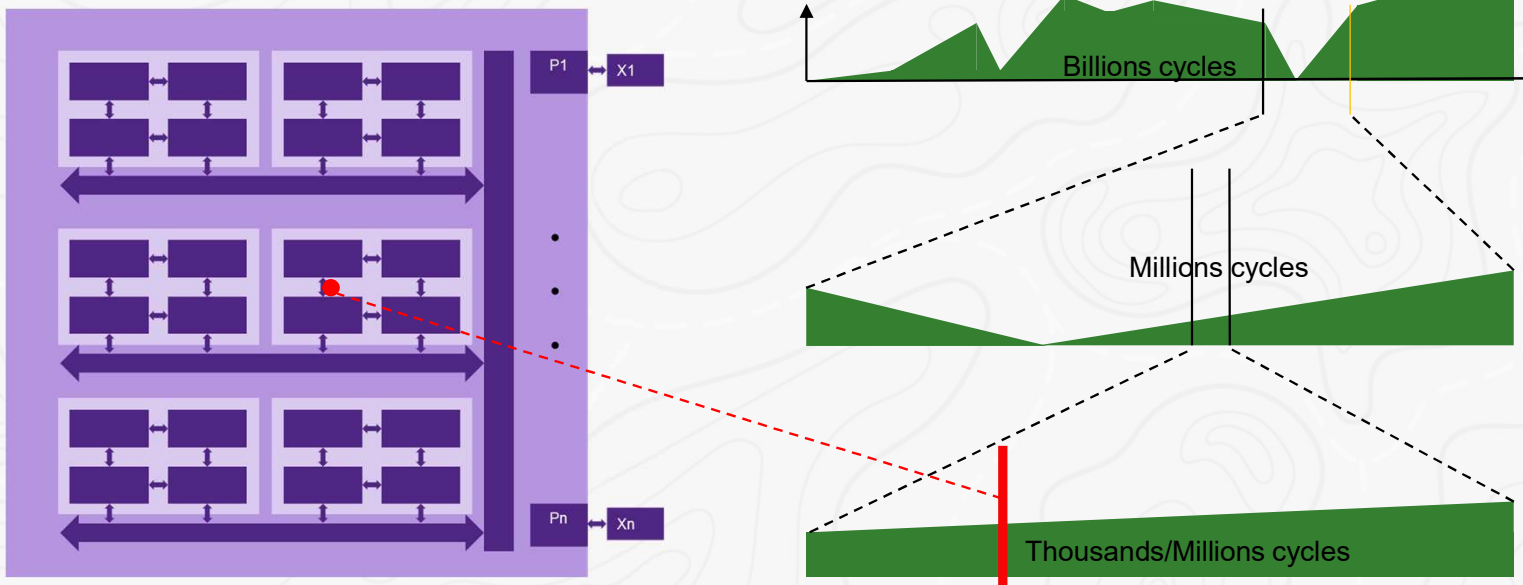 P1
X1
Pn
Xn
Billions cycles
Millions cycles
Thousands/Millions cycles